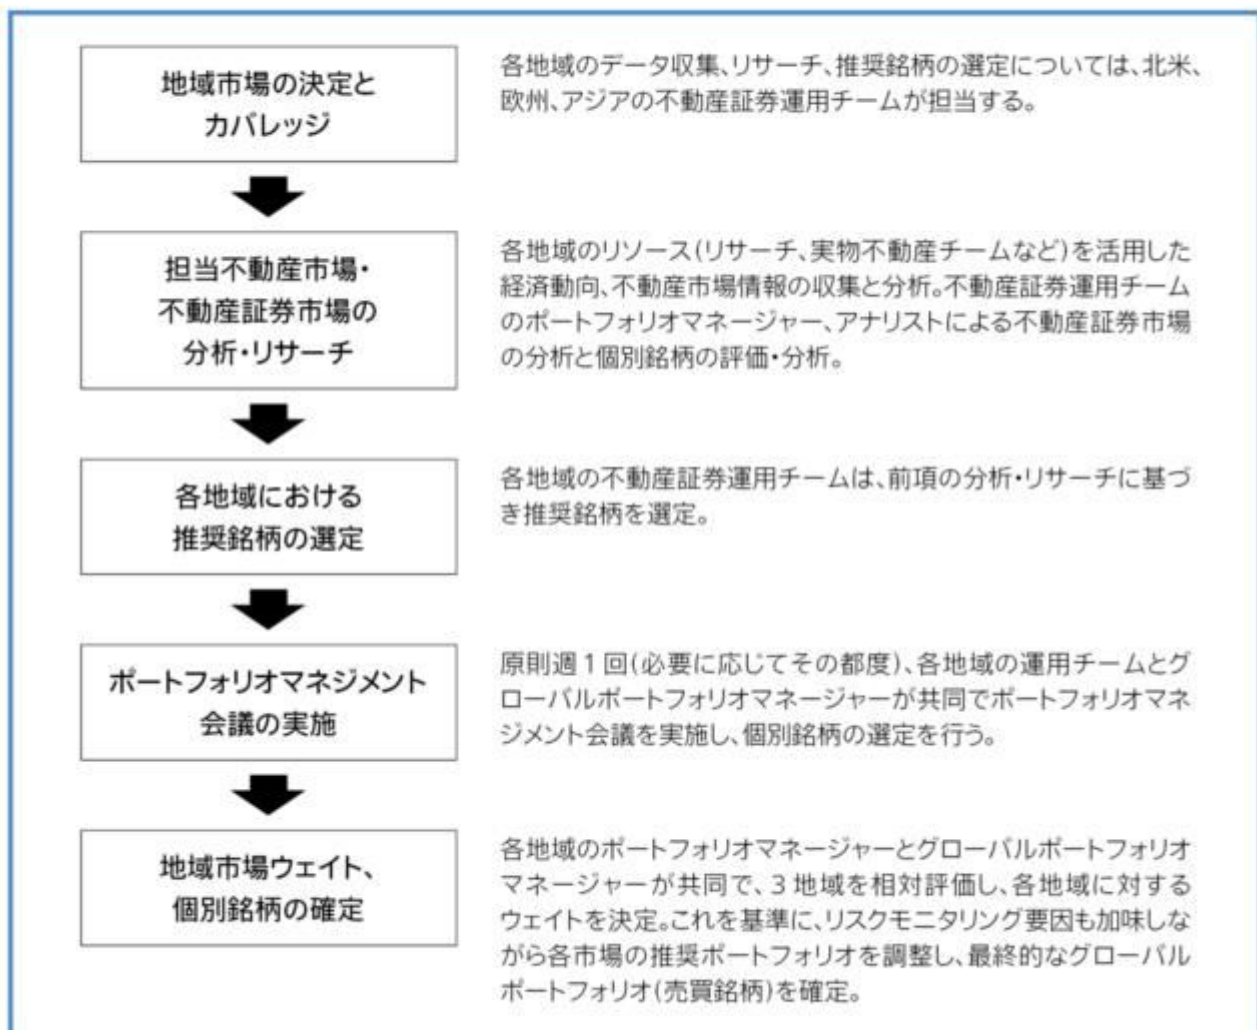 地域市場の決定と
カバレッジ
各地域のデータ収集、リサーチ、推奨銘柄の選定については、北米、
欧州、アジアの不動産証券運用チームが担当する。
担当不動産市場・
不動産証券市場の
分析・リサーチ
各地域のリソース(リサーチ、実物不動産チームなど)を活用した
経済動向、不動産市場情報の収集と分析。不動産証券運用チーム
のポートフォリオマネージャー、アナリストによる不動産証券市場
の分析と個別銘柄の評価・分析。
各地域における
推奨銘柄の選定
各地域の不動産証券運用チームは、前項の分析・リサーチに基づ
き推奨銘柄を選定。
ポートフォリオマネジメント
会議の実施
原則週1回(必要に応じてその都度)、各地域の運用チームとグ
ローバルポートフォリオマネージャーが共同でポートフォリオマネ
ジメント会議を実施し、個別銘柄の選定を行う。
地域市場ウェイト、
個別銘柄の確定
各地域のポートフォリオマネージャーとグローバルポートフォリオ
マネージャーが共同で、3地域を相対評価し、各地域に対する
ウェイトを決定。これを基準に、リスクモニタリング要因も加味しな
がら各市場の推奨ポートフォリオを調整し、最終的なグローバル
ポートフォリオ(売買銘柄)を確定。